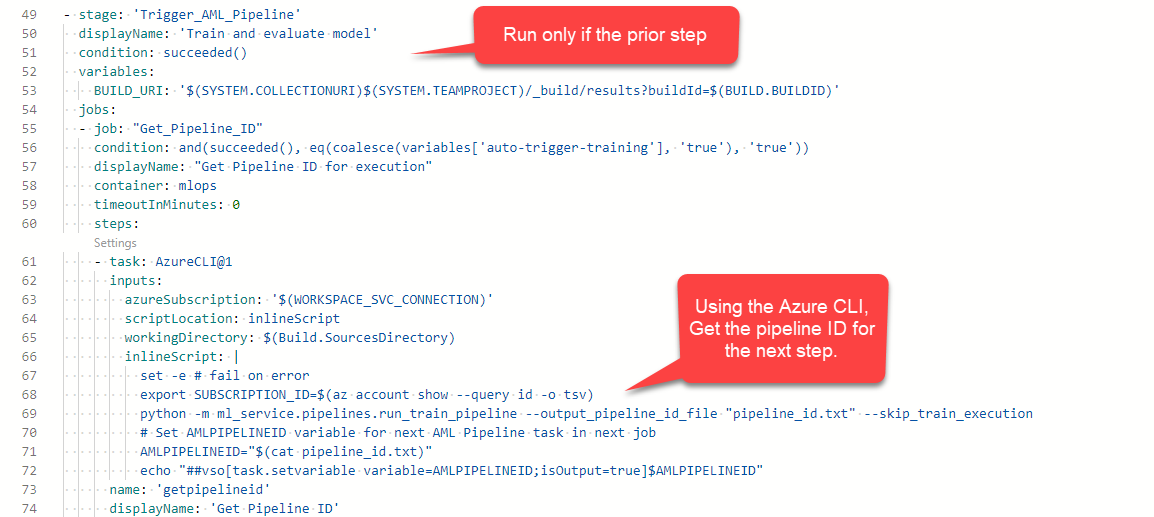 49 - stage: 'Trigger_AML_Pipeline'
50 displayName: 'Train and evaluate model'
51 condition: succeeded()
Run only if the prior step
52 variables:
53 BUILD_URI: '$(SYSTEM.COLLECTIONURI)$(SYSTEM.TEAMPROJECT)/_build/results?buildId=$(BUILD.BUILDID)'
54 jobs:
55 - job: "Get_Pipeline_ID"
56 condition: and(succeeded(), eq(coalesce(variables['auto-trigger-training'], 'true'), 'true'))
57 displayName: "Get Pipeline ID for execution"
58 container: mlops
59 timeoutInMinutes: 0
60 steps:
Settings
61 - task: AzureCLI@1
62 inputs:
63 azureSubscription: '$(WORKSPACE_SVC_CONNECTION)'
64 scriptLocation: inlineScript
65 workingDirectory: $(Build.SourcesDirectory)
66 inlineScript: |
Using the Azure CLI,
Get the pipeline ID for
the next step.
67 set -e # fail on error
68 export SUBSCRIPTION_ID=$(az account show --query id -o tsv)
69 python -m ml_service.pipelines.run_train_pipeline --output_pipeline_id_file "pipeline_id.txt" --skip_train_execution
70 # Set AMLPIPELINEID variable for next AML Pipeline task in next job
71 AMLPIPELINEID="$(cat pipeline_id.txt)"
72 echo "##vso[task.setvariable variable=AMLPIPELINEID;isOutput=true]$AMLPIPELINEID"
73 name: 'getpipelineid'
74 displayName: 'Get Pipeline ID'